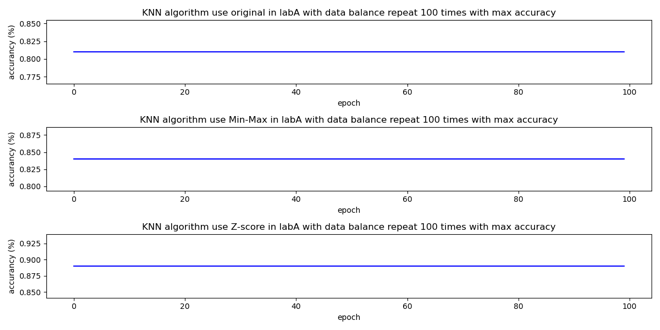 KNN algorithm use original in labA with data balance repeat 100 times with max accuracy
accurancy (%)
0.850
0.825
0.800
0.775
0 20 40 60 80 100
epoch
KNN algorithm use Min-Max in labA with data balance repeat 100 times with max accuracy
accurancy (%)
0.875
0.850
0.825
0.800
0 20 40 60 80 100
epoch
KNN algorithm use Z-score in labA with data balance repeat 100 times with max accuracy
accurancy (%)
0.925
0.900
0.875
0.850
0 20 40 60 80 100
epoch